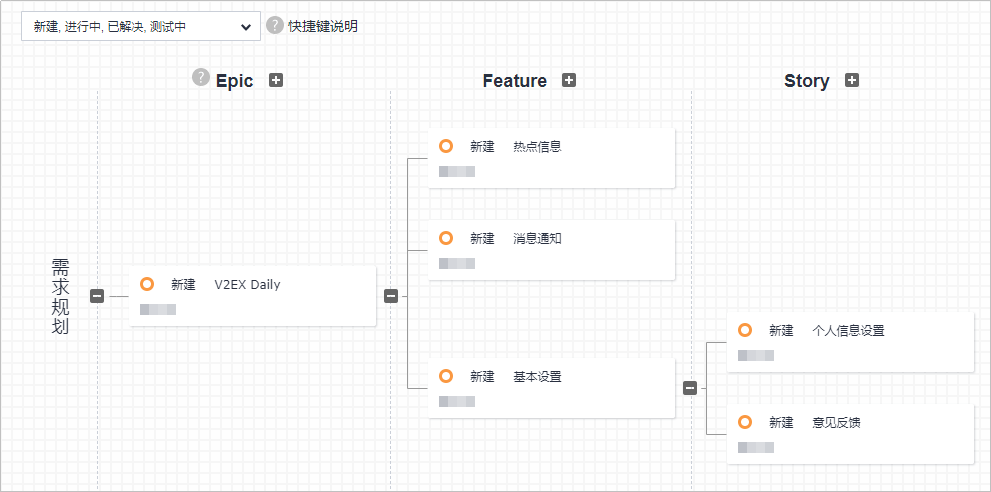 新建, 进行中, 已解决, 测试中
? 快捷键说明
? Epic
Feature
Story
新建 热点信息
新建 消息通知
需求规划
新建 V2EX Daily
新建 基本设置
新建 个人信息设置
新建 意见反馈